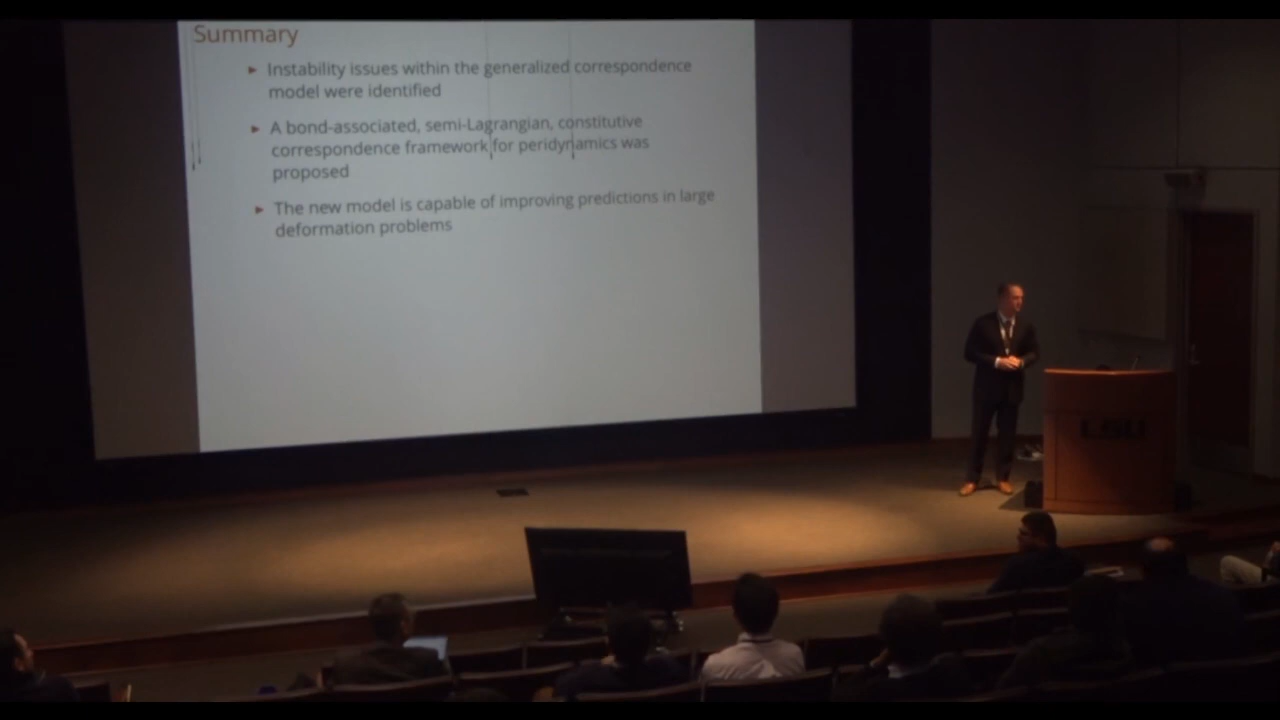 Summary
► Instability issues within the generalized correspondence
model were identified
► A bond-associated, semi-Lagrangian, constitutive
correspondence framework for peridynamics was
proposed
► The new model is capable of improving predictions in large
deformation problems
LSU